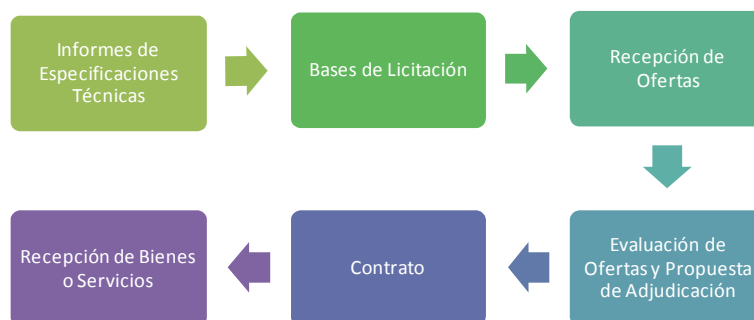 Informes de
Especificaciones
Técnicas
Bases de Licitación
Recepción de
Ofertas
Evaluación de
Ofertas y Propuesta
de Adjudicación
Contrato
Recepción de Bienes
o Servicios